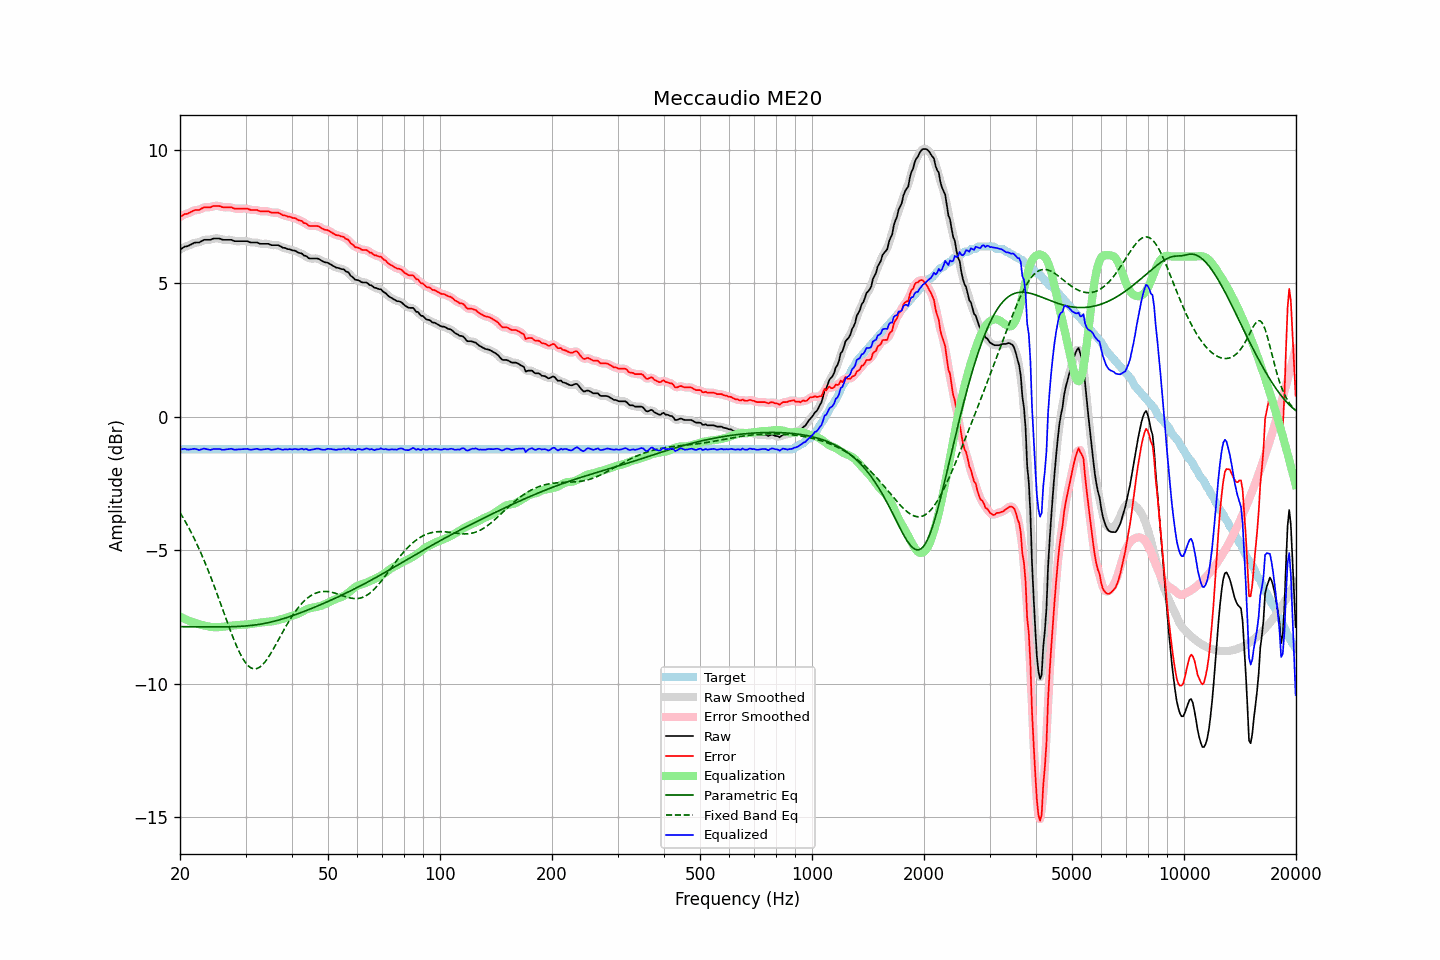 Meccaudio ME20
Amplitude (dBr)
10
5
0
−5
−10
−15
Target
Raw Smoothed
Error Smoothed
Raw
Error
Equalization
Parametric Eq
Fixed Band Eq
Equalized
20 50 100 200 500 1000 2000 5000 10000 20000
Frequency (Hz)